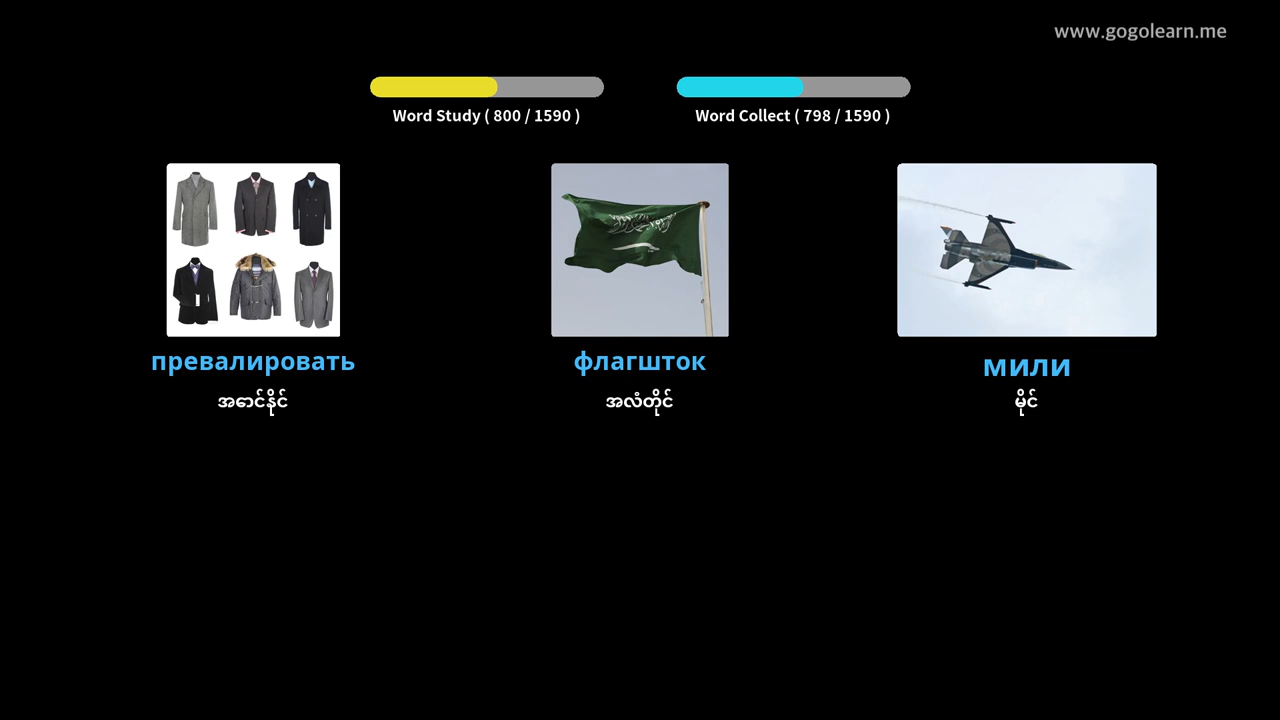 www.gogolearn.me
Word Study ( 800 / 1590 )
Word Collect ( 798 / 1590 )
превалировать
флагшток
мили
အောင်နိုင်
အလံတိုင်
မိုင်